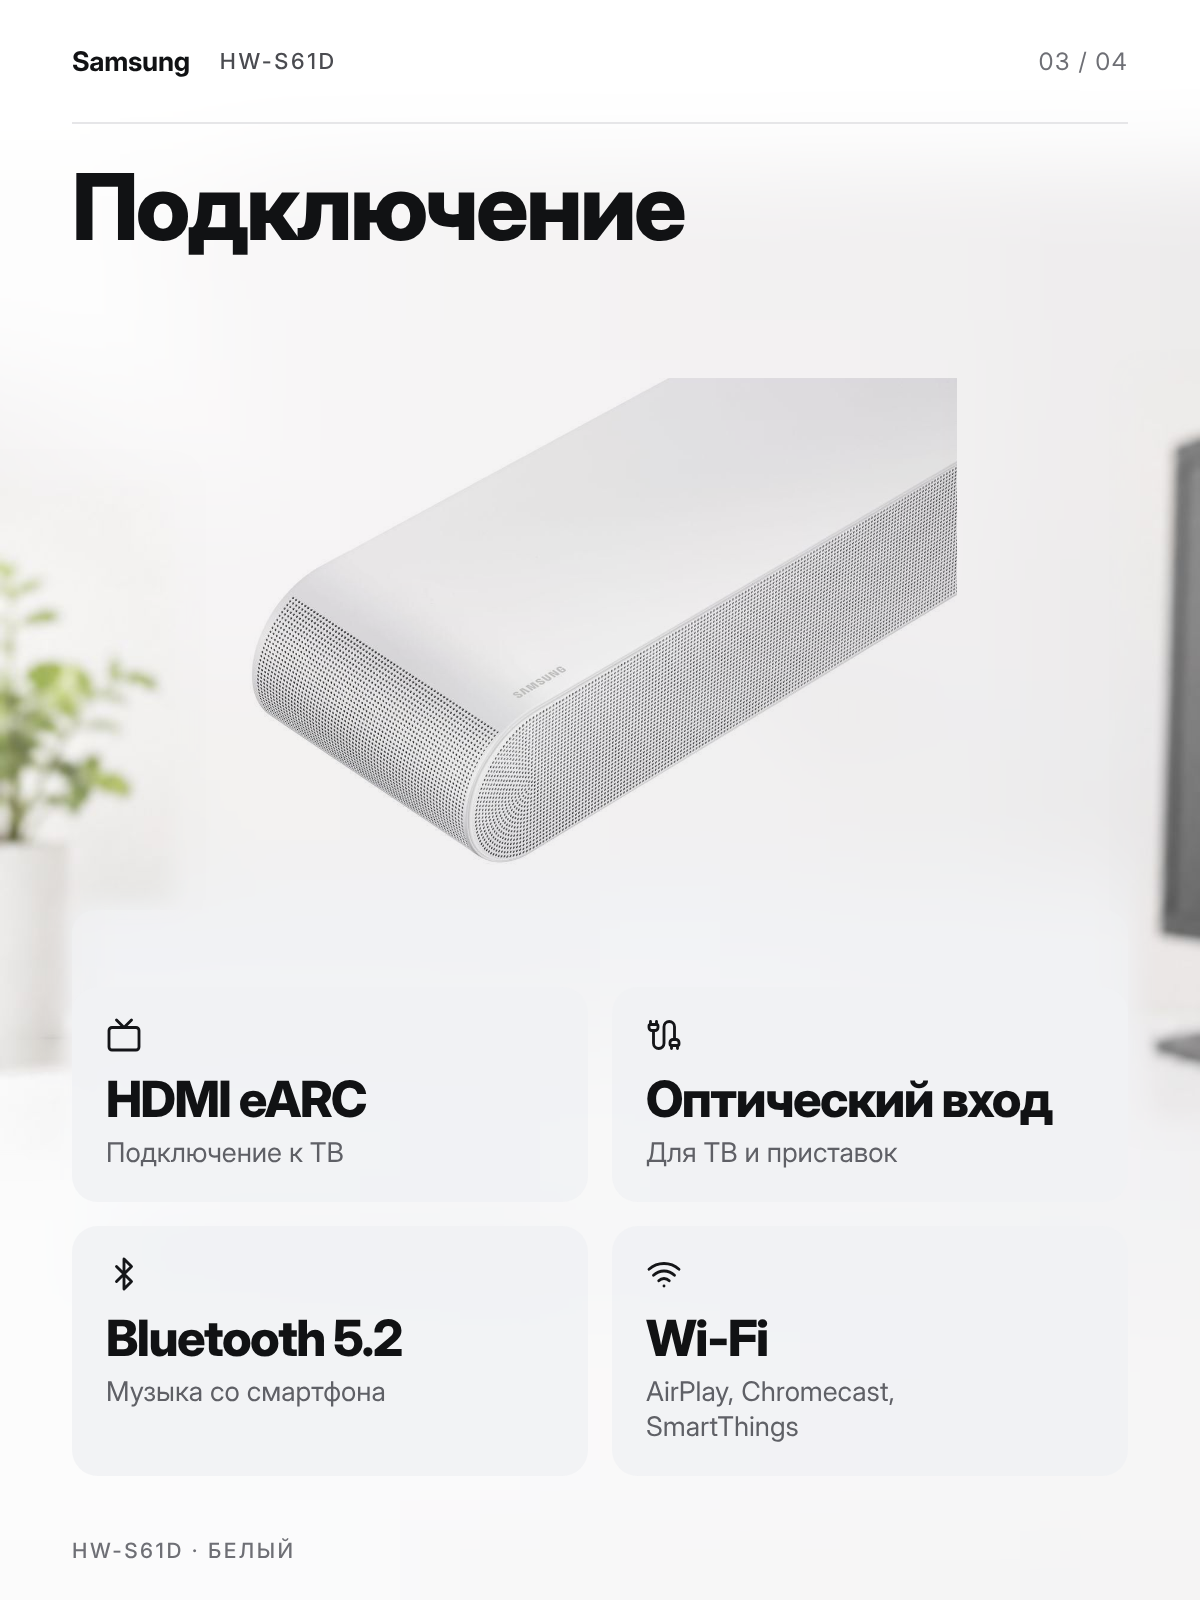 Samsung HW-S61D 03 / 04
Подключение
SAMSUNG
HDMI eARC
Подключение к ТВ
Оптический вход
Для ТВ и приставок
Bluetooth 5.2
Музыка со смартфона
Wi-Fi
AirPlay, Chromecast,
SmartThings
HW-S61D · БЕЛЫЙ